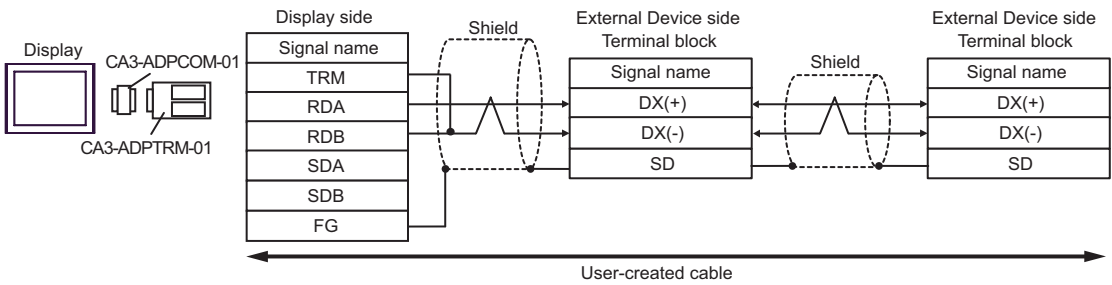 Display
CA3-ADPCOM-01
CA3-ADPTRM-01
Display side
Signal name
TRM
RDA
RDB
SDA
SDB
FG
Shield
External Device side
Terminal block
Signal name
DX(+)
DX(-)
SD
Shield
External Device side
Terminal block
Signal name
DX(+)
DX(-)
SD
User-created cable